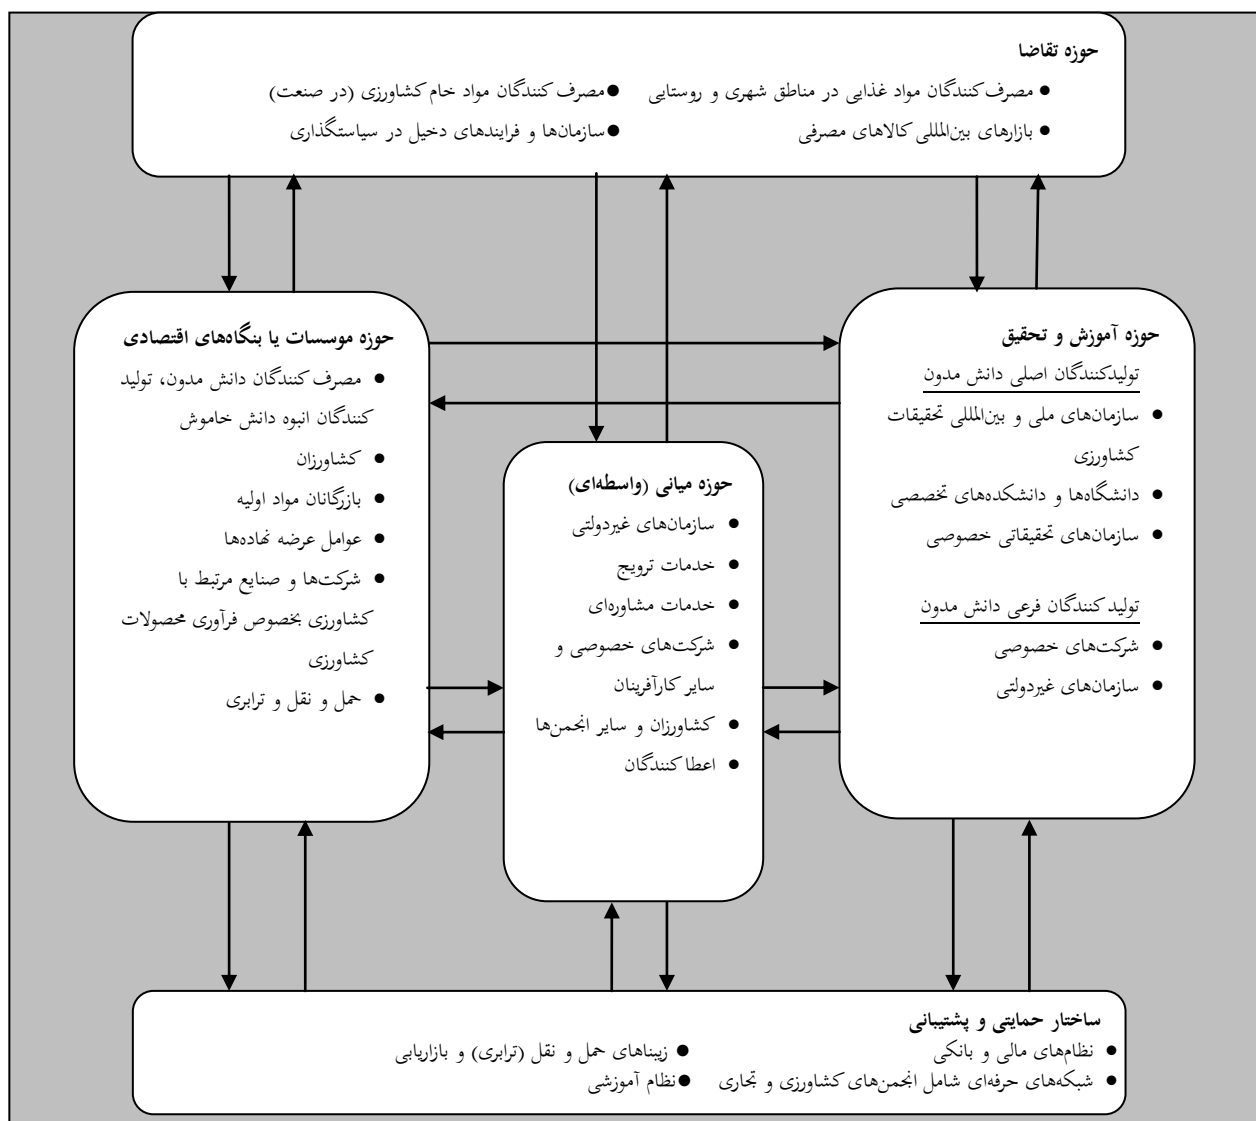 حوزه تقاضا
● مصرف‌کنندگان مواد غذایی در مناطق شهری و روستایی ●مصرف‌کنندگان مواد خام کشاورزی (در صنعت)
● بازارهای بین‌المللی کالاهای مصرفی ●سازمان‌ها و فرایندهای دخیل در سیاستگذاری
حوزه آموزش و تحقیق
تولیدکنندگان اصلی دانش مدون
● سازمان‌های ملی و بین‌المللی تحقیقات
کشاورزی
● دانشگاه‌ها و دانشکده‌های تخصصی
● سازمان‌های تحقیقاتی خصوصی
تولیدکنندگان فرعی دانش مدون
● شرکت‌های خصوصی
● سازمان‌های غیردولتی
حوزه میانی (واسطه‌ای)
● سازمان‌های غیردولتی
● خدمات ترویج
● خدمات مشاوره‌ای
● شرکت‌های خصوصی و
سایر کارآفرینان
● کشاورزان و سایر انجمن‌ها
● اعطاکنندگان
حوزه موسسات یا بنگاه‌های اقتصادی
● مصرف‌کنندگان دانش مدون، تولید
کنندگان انبوه دانش خاموش
● کشاورزان
● بازرگانان مواد اولیه
● عوامل عرضه نهاده‌ها
● شرکت‌ها و صنایع مرتبط با
کشاورزی بخصوص فرآوری محصولات
کشاورزی
● حمل و نقل و ترابری
ساختار حمایتی و پشتیبانی
● نظام‌های مالی و بانکی ● زیبناهای حمل و نقل (ترابری) و بازاریابی
● شبکه‌های حرفه‌ای شامل انجمن‌های کشاورزی و تجاری ●نظام آموزشی